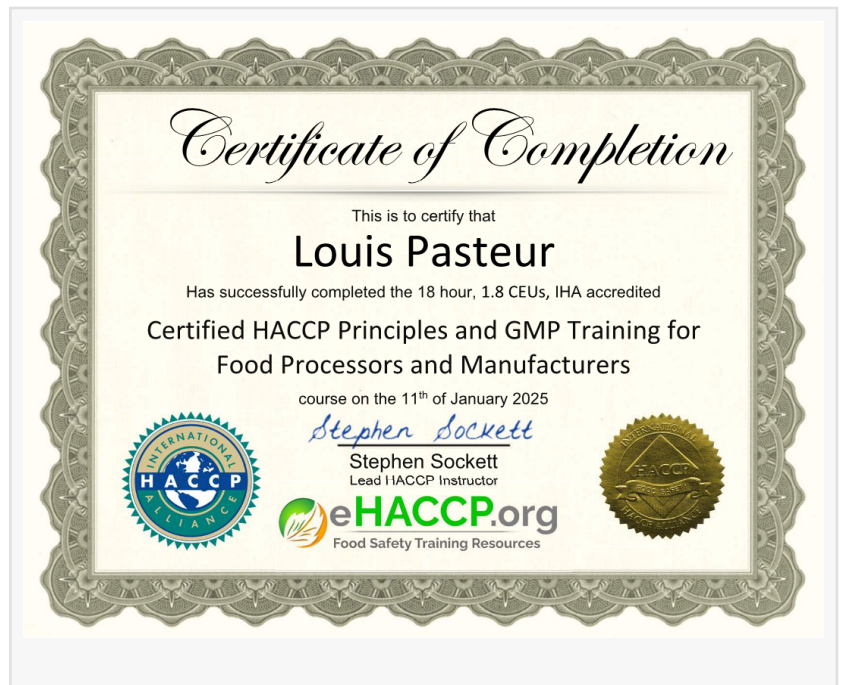 Certificate of Completion
This is to certify that
Louis Pasteur
Has successfully completed the 18 hour, 1.8 CEUs, IHA accredited
Certified HACCP Principles and GMP Training for
Food Processors and Manufacturers
course on the 11th of January 2025
Stephen Sockett
Stephen Sockett
Lead HACCP Instructor
INTERNATIONAL
HACCP
ALLIANCE
eHACCP.org
Food Safety Training Resources
INTERNATIONAL
HACCP